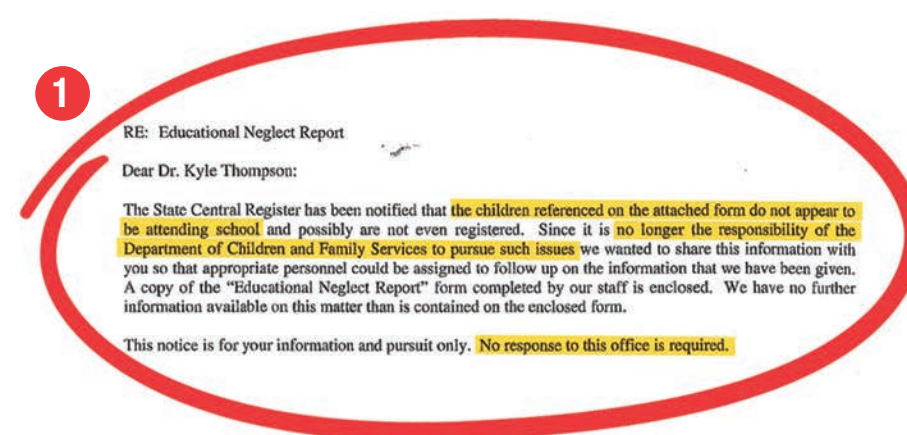 1
RE: Educational Neglect Report
Dear Dr. Kyle Thompson:
The State Central Register has been notified that the children referenced on the attached form do not appear to
be attending school and possibly are not even registered. Since it is no longer the responsibility of the
Department of Children and Family Services to pursue such issues we wanted to share this information with
you so that appropriate personnel could be assigned to follow up on the information that we have been given.
A copy of the “Educational Neglect Report” form completed by our staff is enclosed. We have no further
information available on this matter than is contained on the enclosed form.
This notice is for your information and pursuit only. No response to this office is required.